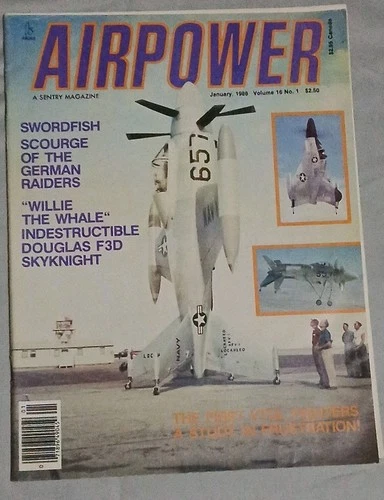 AIRPOWER
A SENTRY MAGAZINE
January, 1986 Volume 16 No. 1 $2.50
$2.95 Canada
SWORDFISH
SCOURGE
OF THE
GERMAN
RAIDERS
"WILLIE
THE WHALE"
INDESTRUCTIBLE
DOUGLAS F3D
SKYKNIGHT
657
NAVY
LOCKHEED